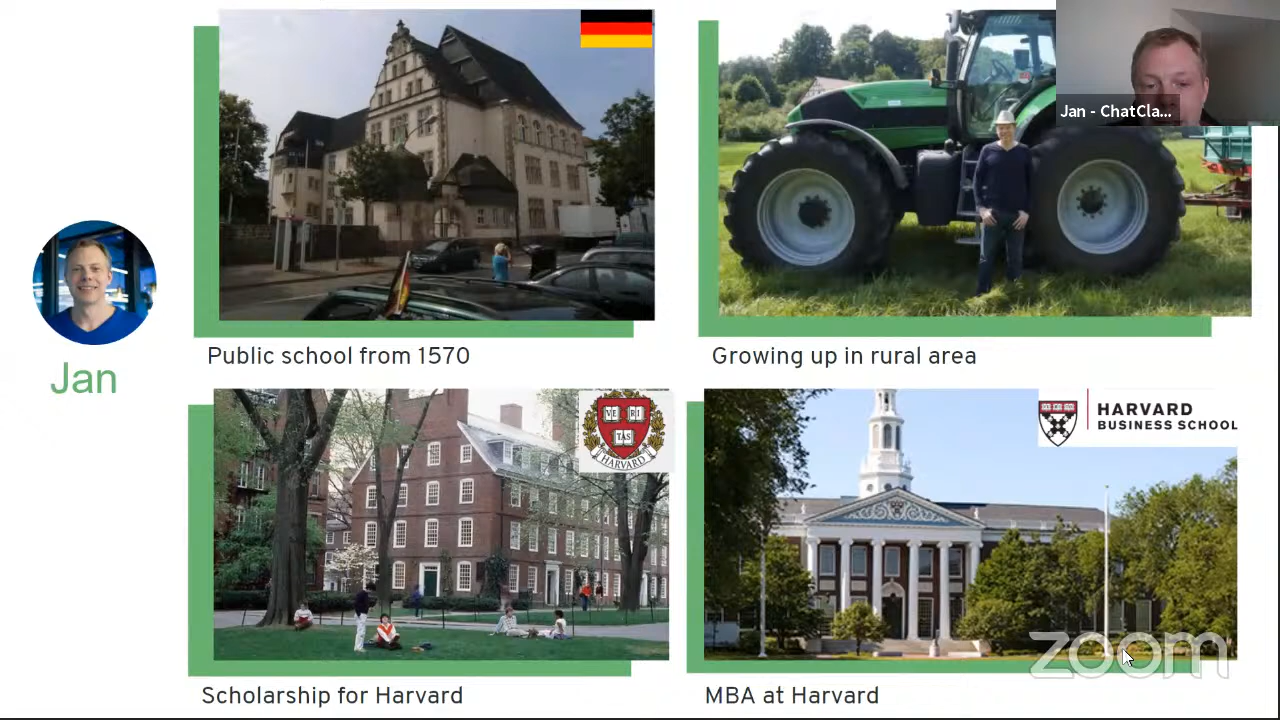 Jan - ChatCla...
Public school from 1570
Growing up in rural area
Jan
VE RI
TAS
HARVARD
HARVARD
BUSINESS SCHOOL
zoom
Scholarship for Harvard
MBA at Harvard